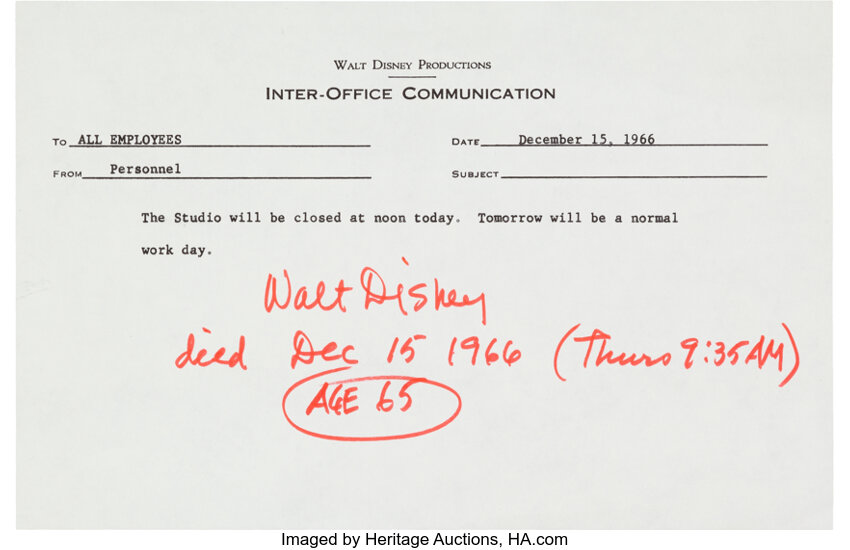 WALT DISNEY PRODUCTIONS
INTER-OFFICE COMMUNICATION
TO ALL EMPLOYEES DATE December 15, 1966
FROM Personnel SUBJECT
The Studio will be closed at noon today. Tomorrow will be a normal
work day.
Walt Disney
died Dec 15 1966 (Thurs 9:35 AM)
AGE 65
Imaged by Heritage Auctions, HA.com